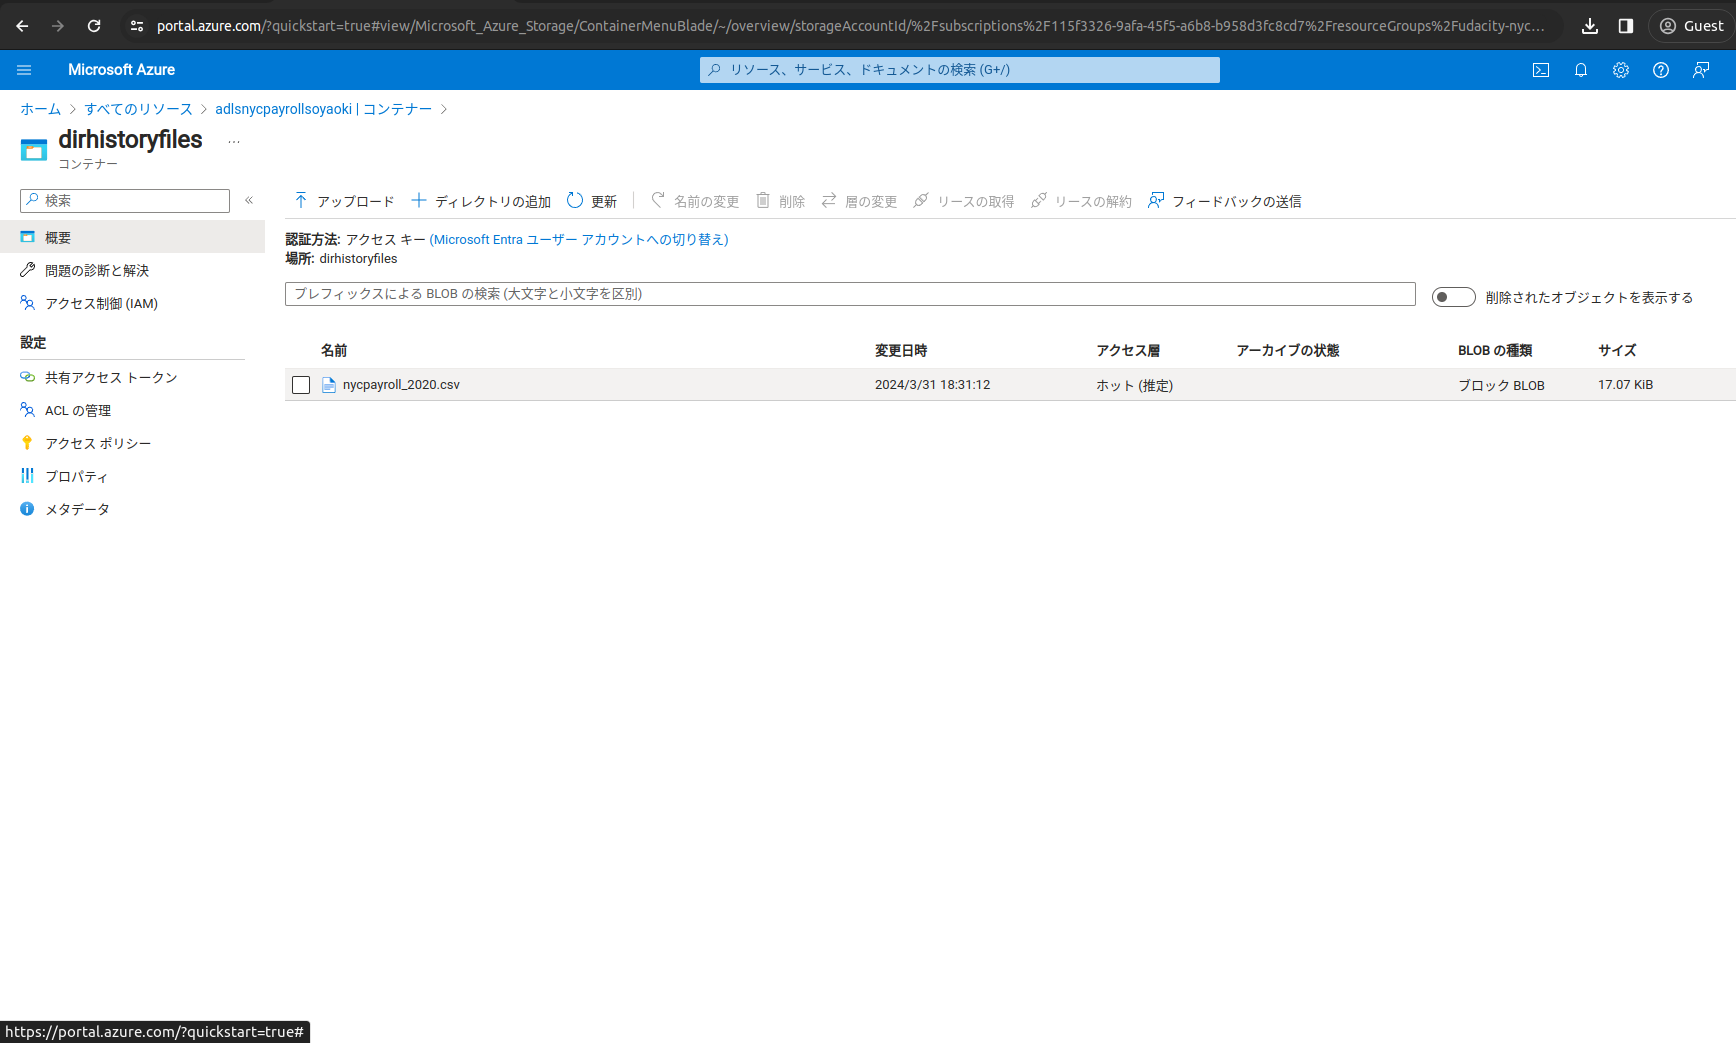 portal.azure.com/?quickstart=true#view/Microsoft_Azure_Storage/ContainerMenuBlade/~/overview/storageAccountId/%2Fsubscriptions%2F115f3326-9afa-45f5-a6b8-b958d3fc8cd7%2FresourceGroups%2Fudacity-nyc... Guest
Microsoft Azure リソース、サービス、ドキュメントの検索 (G+/)
ホーム > すべてのリソース > adlsnycpayrollsoyaoki | コンテナー >
dirhistoryfiles ...
コンテナー
検索 «
アップロード ディレクトリの追加 更新 名前の変更 削除 層の変更 リースの取得 リースの解約 フィードバックの送信
概要
問題の診断と解決
アクセス制御 (IAM)
設定
共有アクセス トークン
ACL の管理
アクセス ポリシー
プロパティ
メタデータ
認証方法: アクセス キー (Microsoft Entra ユーザー アカウントへの切り替え)
場所: dirhistoryfiles
プレフィックスによる BLOB の検索 (大文字と小文字を区別) 削除されたオブジェクトを表示する
名前 変更日時 アクセス層 アーカイブの状態 BLOB の種類 サイズ
nycpayroll_2020.csv 2024/3/31 18:31:12 ホット (推定) ブロック BLOB 17.07 KiB
https://portal.azure.com/?quickstart=true#